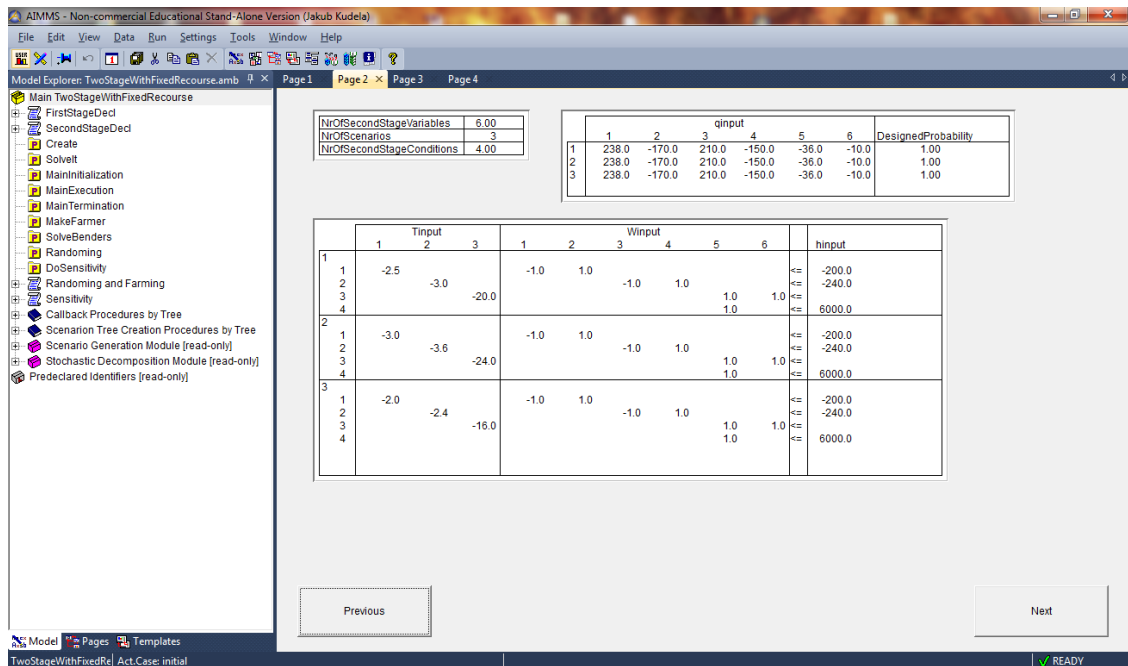 AIMMS - Non-commercial Educational Stand-Alone Version (Jakub Kudela)
File Edit View Data Run Settings Tools Window Help
Model Explorer: TwoStageWithFixedRecourse.amb
Main TwoStageWithFixedRecourse
FirstStageDecl
SecondStageDecl
Create
SolveIt
MainInitialization
MainExecution
MainTermination
MakeFarmer
SolveBenders
Randoming
DoSensitivity
Randoming and Farming
Sensitivity
Callback Procedures by Tree
Scenarion Tree Creation Procedures by Tree
Scenario Generation Module [read-only]
Stochastic Decomposition Module [read-only]
Predeclared Identifiers [read-only]
Model Pages Templates
Page 1 Page 2 Page 3 Page 4
NrOfSecondStageVariables 6.00
NrOfScenarios 3
NrOfSecondStageConditions 4.00
qinput
1 2 3 4 5 6 DesignedProbability
1 238.0 -170.0 210.0 -150.0 -36.0 -10.0 1.00
2 238.0 -170.0 210.0 -150.0 -36.0 -10.0 1.00
3 238.0 -170.0 210.0 -150.0 -36.0 -10.0 1.00
Tinput Winput
1 2 3 1 2 3 4 5 6 hinput
1
1 -2.5 -1.0 1.0 <= -200.0
2 -3.0 -1.0 1.0 <= -240.0
3 -20.0 1.0 1.0 <=
4 1.0 <= 6000.0
2
1 -3.0 -1.0 1.0 <= -200.0
2 -3.6 -1.0 1.0 <= -240.0
3 -24.0 1.0 1.0 <=
4 1.0 <= 6000.0
3
1 -2.0 -1.0 1.0 <= -200.0
2 -2.4 -1.0 1.0 <= -240.0
3 -16.0 1.0 1.0 <=
4 1.0 <= 6000.0
Previous
Next
TwoStageWithFixedRe Act.Case: initial
READY